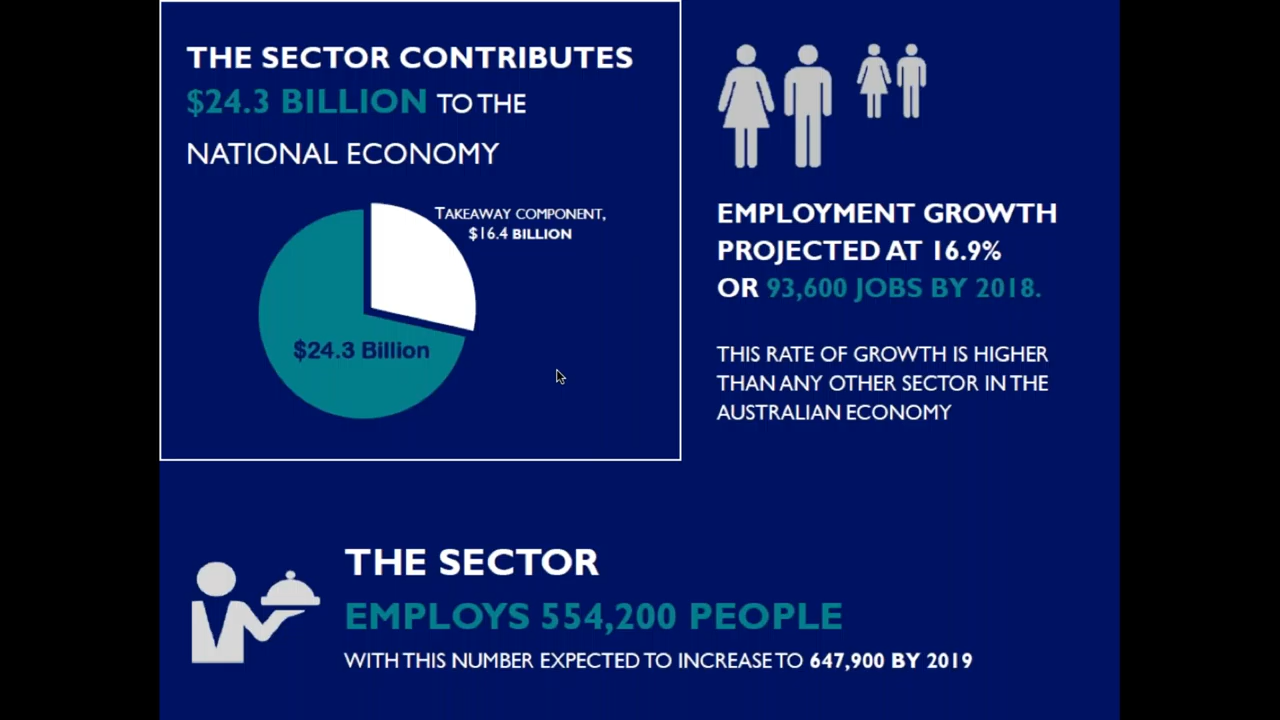 THE SECTOR CONTRIBUTES
$24.3 BILLION TO THE
NATIONAL ECONOMY
TAKEAWAY COMPONENT,
$16.4 BILLION
$24.3 Billion
EMPLOYMENT GROWTH
PROJECTED AT 16.9%
OR 93,600 JOBS BY 2018.
THIS RATE OF GROWTH IS HIGHER
THAN ANY OTHER SECTOR IN THE
AUSTRALIAN ECONOMY
THE SECTOR
EMPLOYS 554,200 PEOPLE
WITH THIS NUMBER EXPECTED TO INCREASE TO 647,900 BY 2019